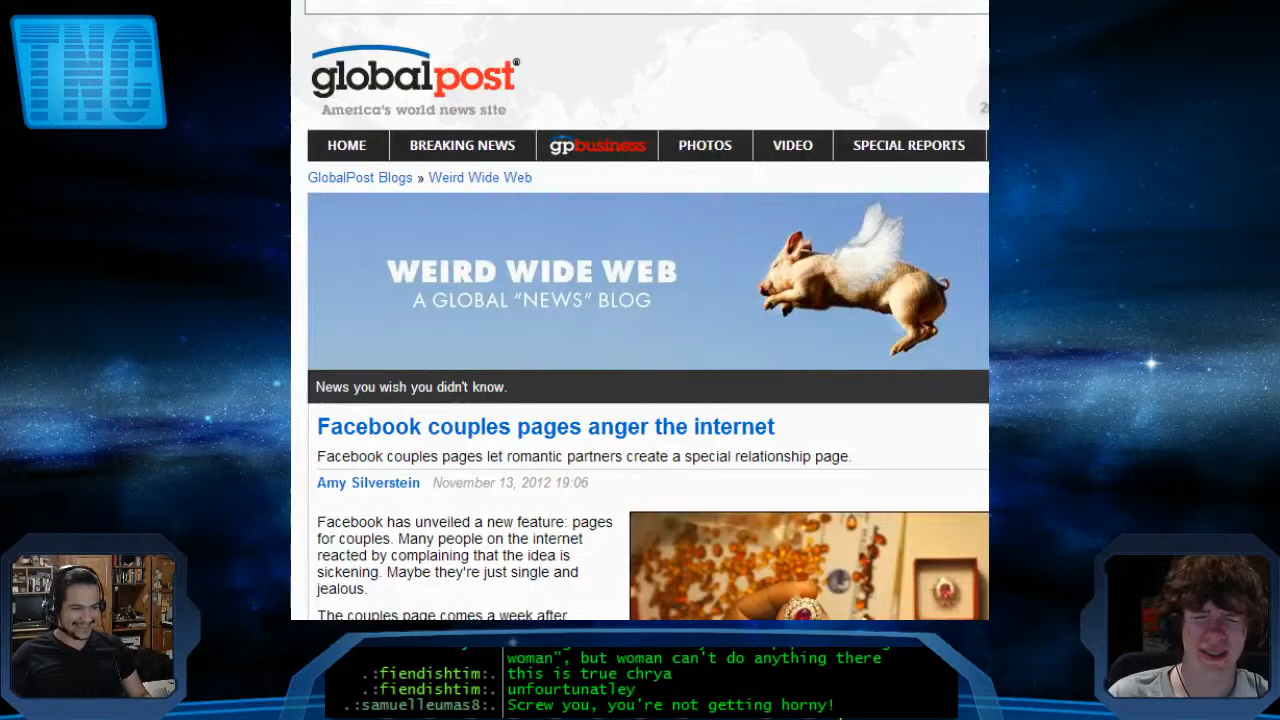 TNC
globalpost®
America's world news site
2
HOME BREAKING NEWS gpbusiness PHOTOS VIDEO SPECIAL REPORTS
GlobalPost Blogs » Weird Wide Web
WEIRD WIDE WEB
A GLOBAL “NEWS” BLOG
News you wish you didn't know.
Facebook couples pages anger the internet
Facebook couples pages let romantic partners create a special relationship page.
Amy Silverstein November 13, 2012 19:06
Facebook has unveiled a new feature: pages
for couples. Many people on the internet
reacted by complaining that the idea is
sickening. Maybe they're just single and
jealous.
The couples page comes a week after
woman", but woman can't do anything there
.:fiendishtim:. this is true chrya
.:fiendishtim:. unfourtunatley
.:samuelleumas8:. Screw you, you're not getting horny!